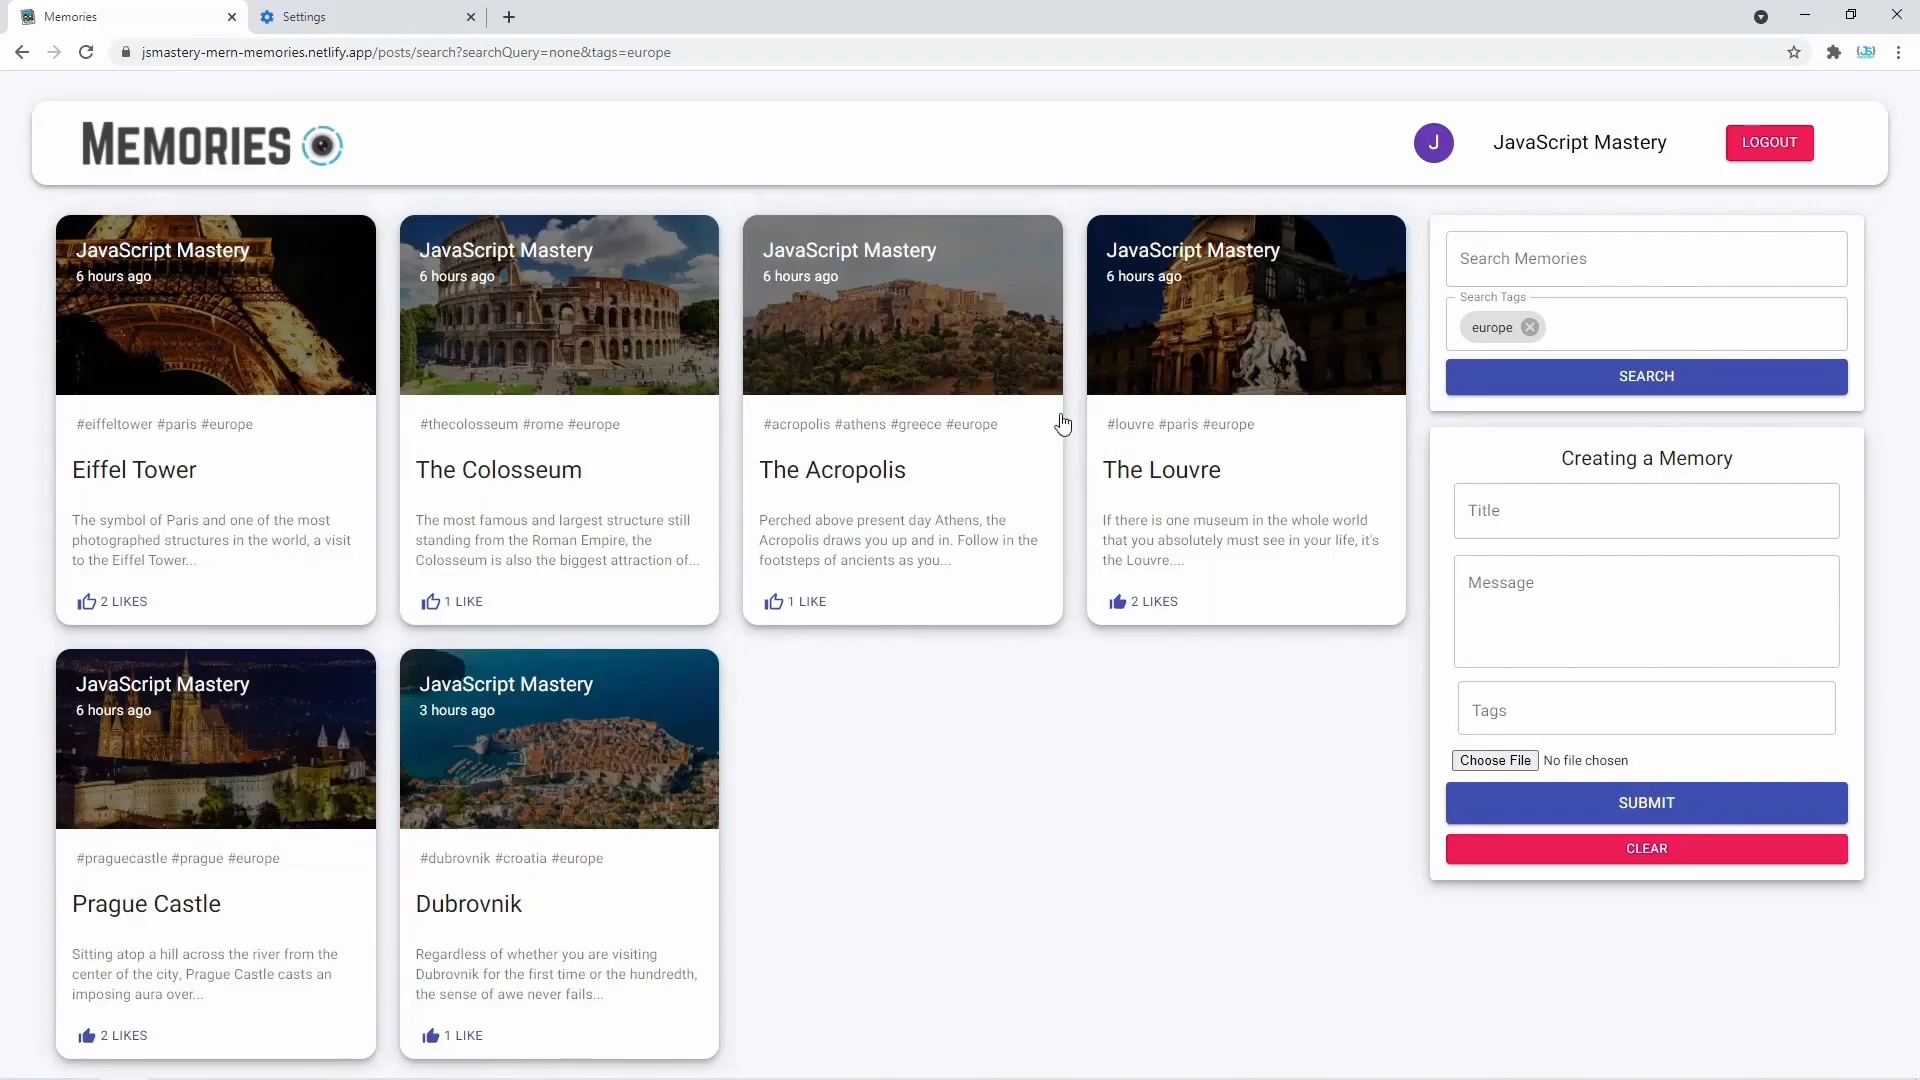 Memories
Settings
jsmastery-mern-memories.netlify.app/posts/search?searchQuery=none&tags=europe
JS
MEMORIES
J
JavaScript Mastery
LOGOUT
JavaScript Mastery
6 hours ago
#eiffeltower #paris #europe
Eiffel Tower
The symbol of Paris and one of the most
photographed structures in the world, a visit
to the Eiffel Tower...
2 LIKES
JavaScript Mastery
6 hours ago
#thecolosseum #rome #europe
The Colosseum
The most famous and largest structure still
standing from the Roman Empire, the
Colosseum is also the biggest attraction of...
1 LIKE
JavaScript Mastery
6 hours ago
#acropolis #athens #greece #europe
The Acropolis
Perched above present day Athens, the
Acropolis draws you up and in. Follow in the
footsteps of ancients as you...
1 LIKE
JavaScript Mastery
6 hours ago
#louvre #paris #europe
The Louvre
If there is one museum in the whole world
that you absolutely must see in your life, it's
the Louvre....
2 LIKES
JavaScript Mastery
6 hours ago
#praguecastle #prague #europe
Prague Castle
Sitting atop a hill across the river from the
center of the city, Prague Castle casts an
imposing aura over...
2 LIKES
JavaScript Mastery
3 hours ago
#dubrovnik #croatia #europe
Dubrovnik
Regardless of whether you are visiting
Dubrovnik for the first time or the hundredth,
the sense of awe never fails...
1 LIKE
Search Memories
Search Tags
europe
SEARCH
Creating a Memory
Title
Message
Tags
Choose File No file chosen
SUBMIT
CLEAR